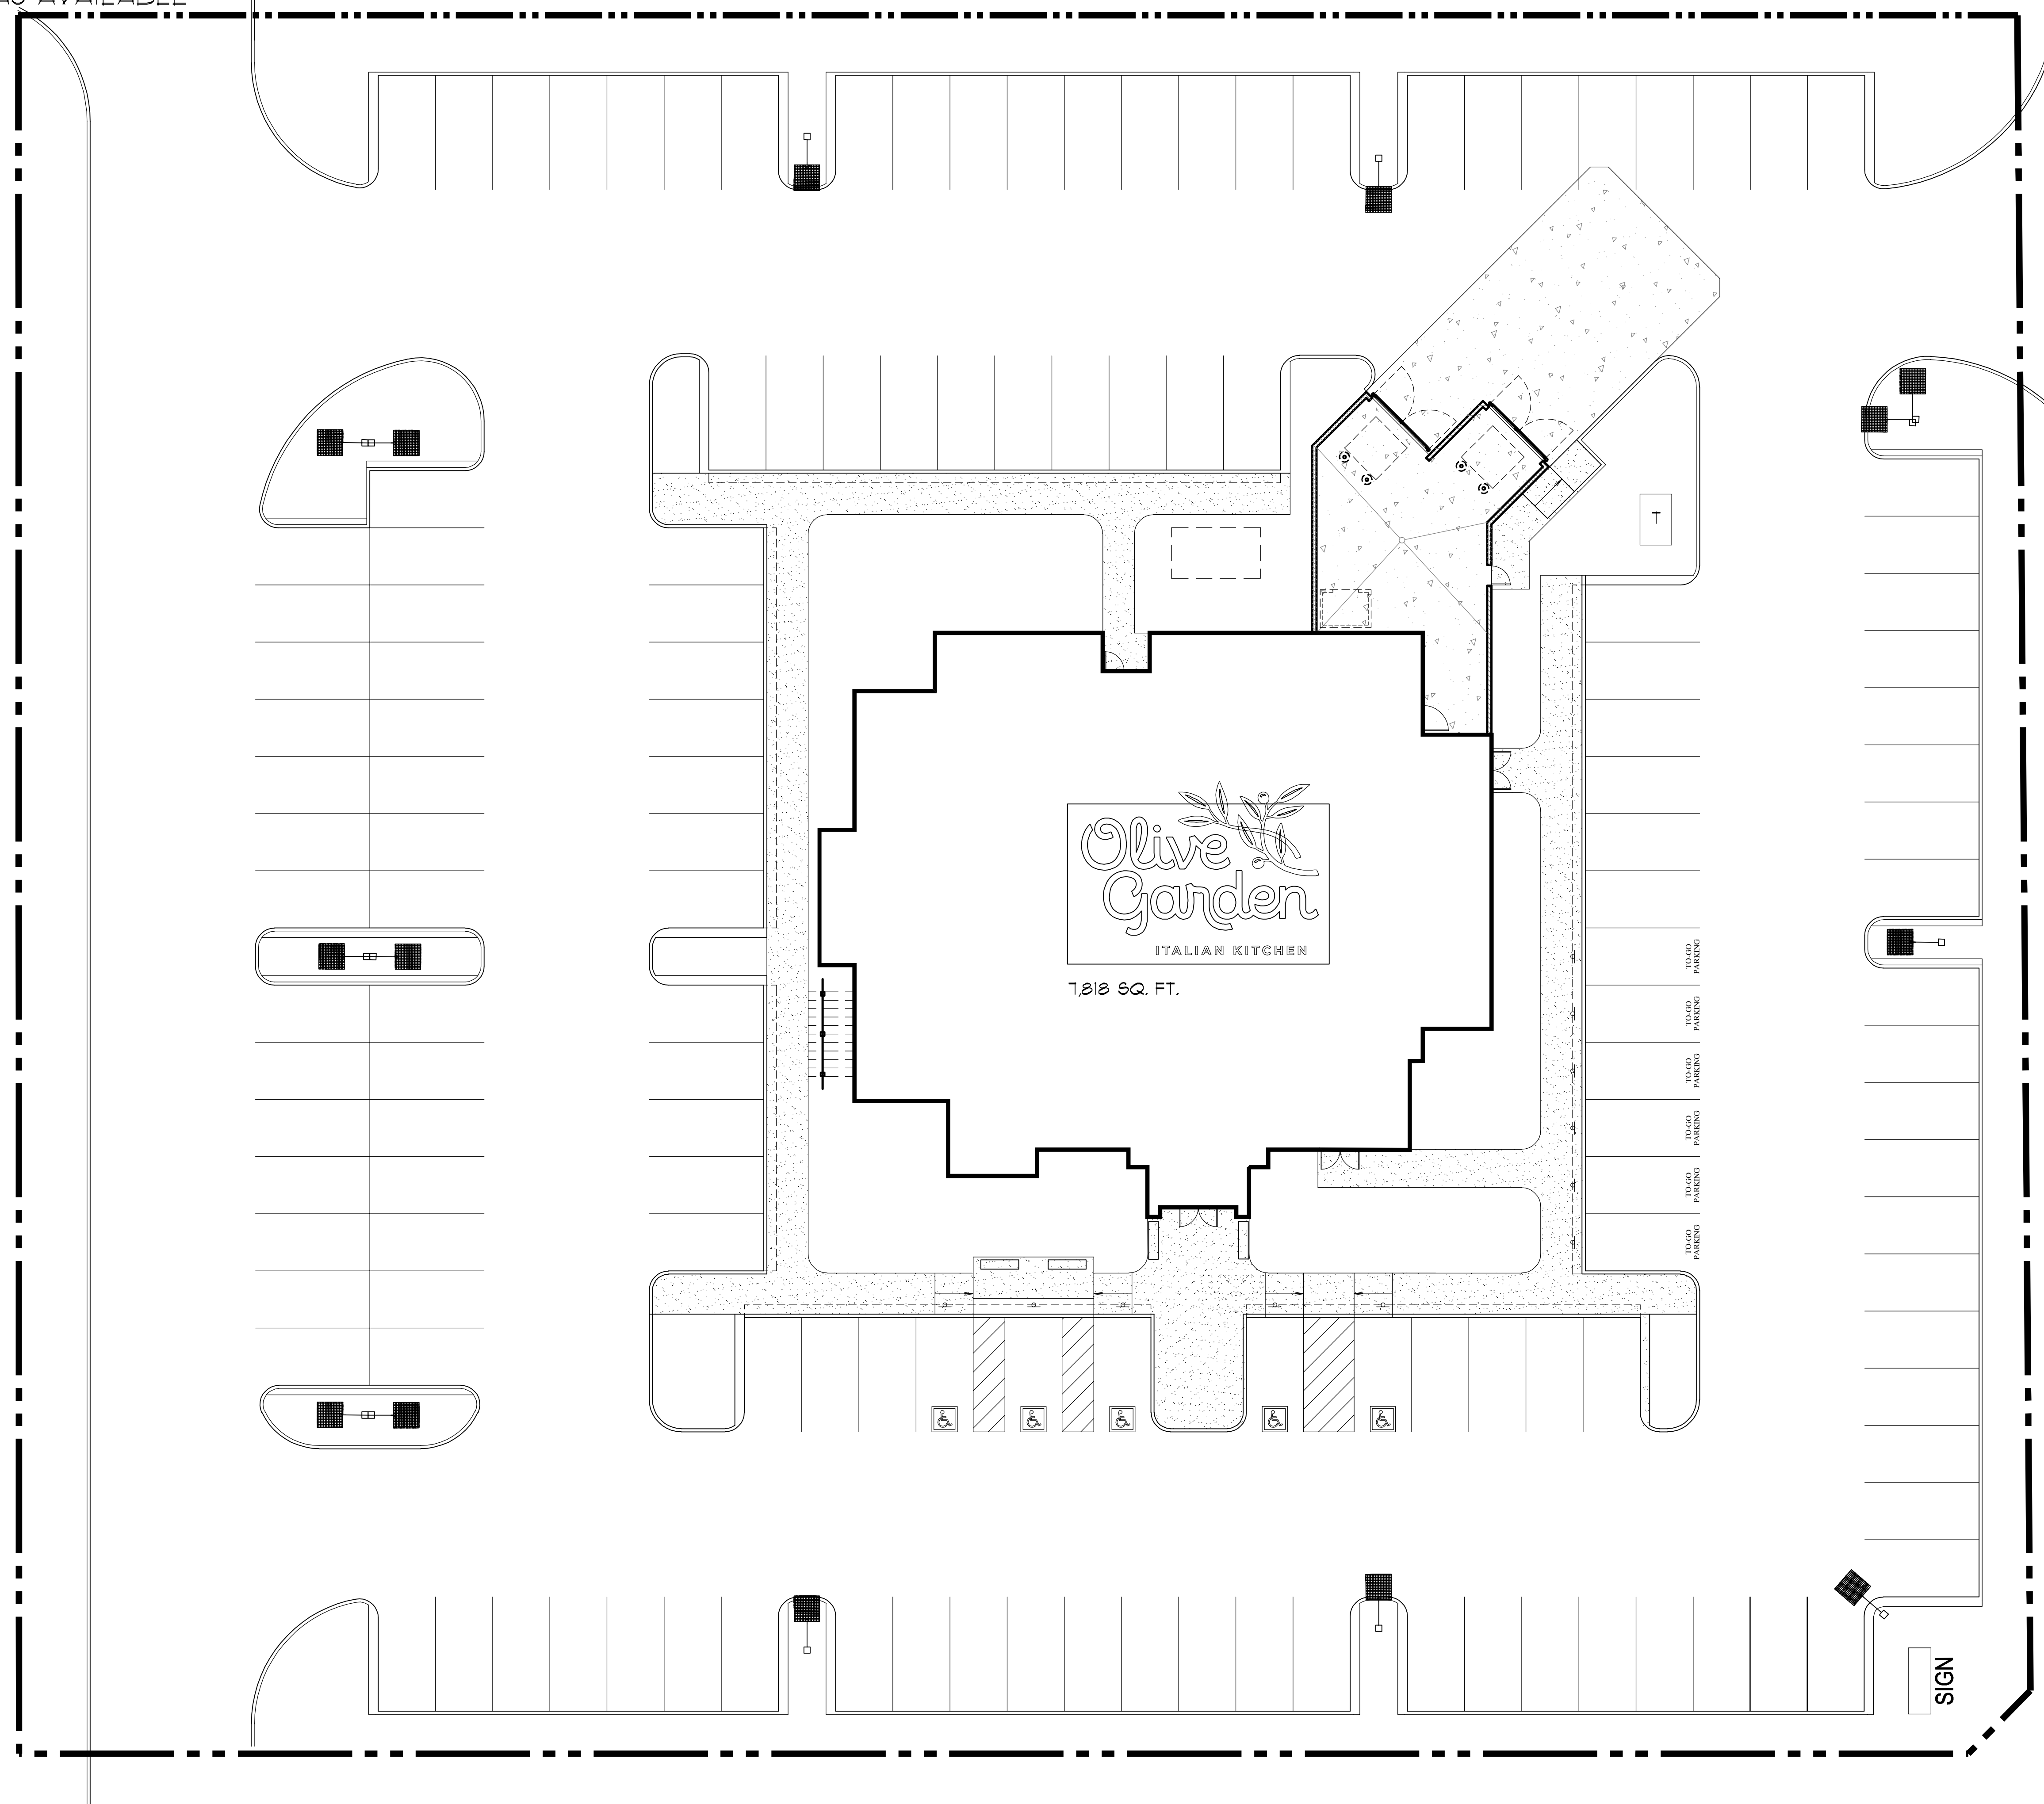 Olive
Garden
ITALIAN KITCHEN
7,818 SQ. FT.
T
TO-GO
PARKING
TO-GO
PARKING
TO-GO
PARKING
TO-GO
PARKING
TO-GO
PARKING
TO-GO
PARKING
SIGN